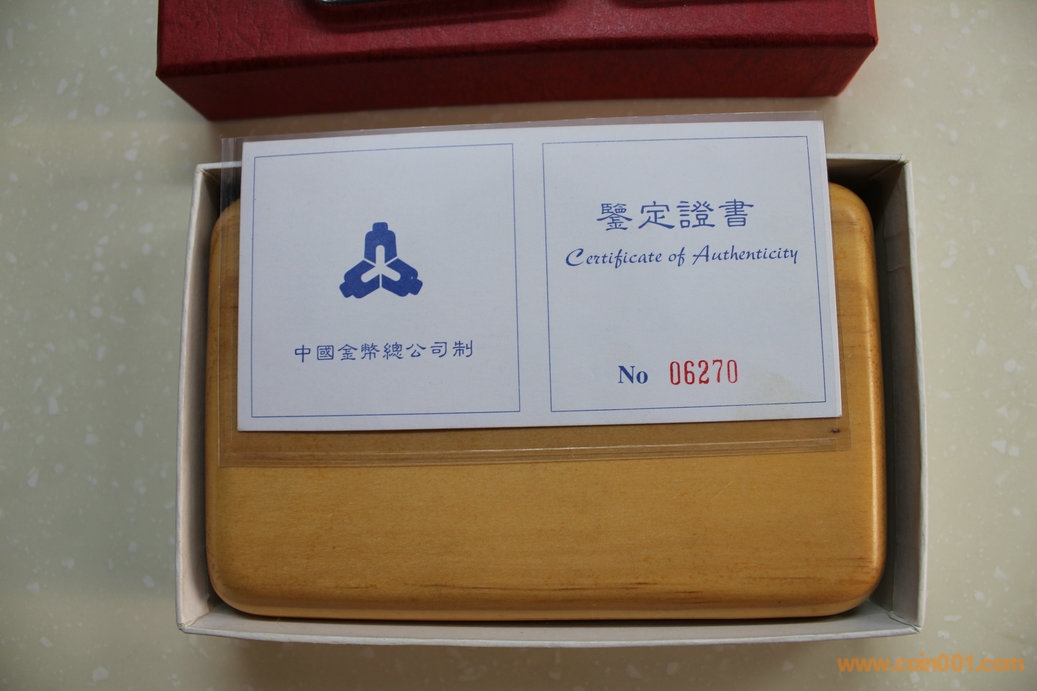 中國金幣總公司制
鑒定證書
Certificate of Authenticity
No 06270
www.coin001.com